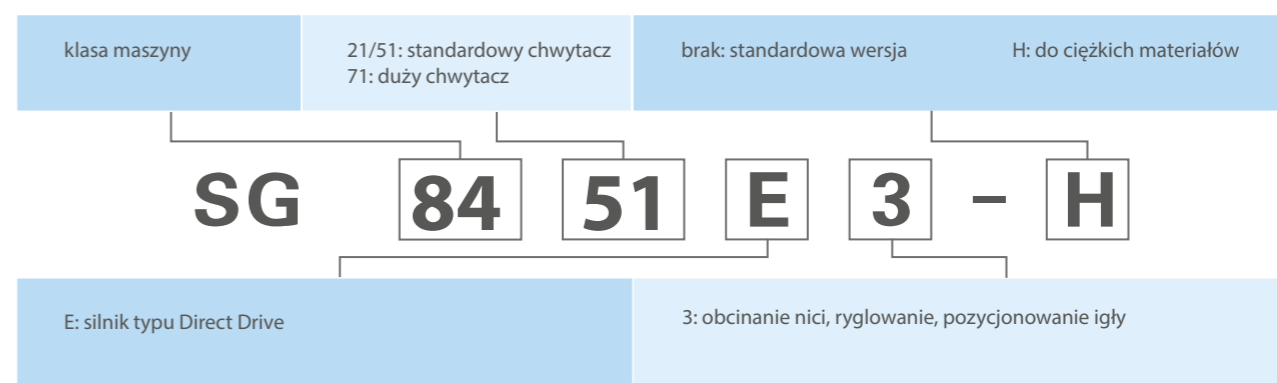 klasa maszyny
21/51: standardowy chwytacz
71: duży chwytacz
brak: standardowa wersja
H: do ciężkich materiałów
SG 84 51 E 3 – H
E: silnik typu Direct Drive
3: obcinanie nici, ryglowanie, pozycjonowanie igły